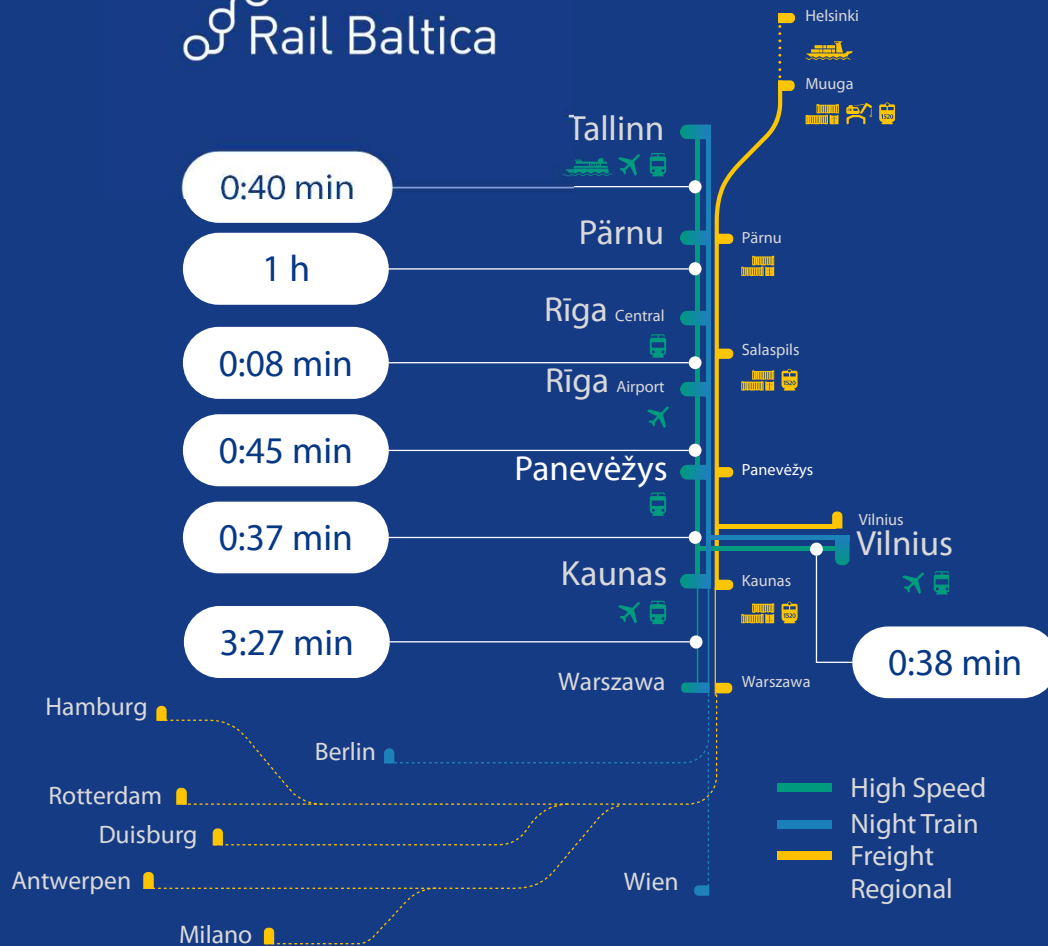 Rail Baltica
Helsinki
Muuga
1520
Tallinn
0:40 min
Pärnu
Pärnu
1 h
Rīga Central
0:08 min
Salaspils
1520
Rīga Airport
0:45 min
Panevėžys
Panevėžys
0:37 min
Vilnius
Vilnius
Kaunas
Kaunas
1520
3:27 min
0:38 min
Warszawa
Warszawa
Hamburg
Berlin
Rotterdam
Duisburg
Antwerpen
Wien
Milano
High Speed
Night Train
Freight
Regional